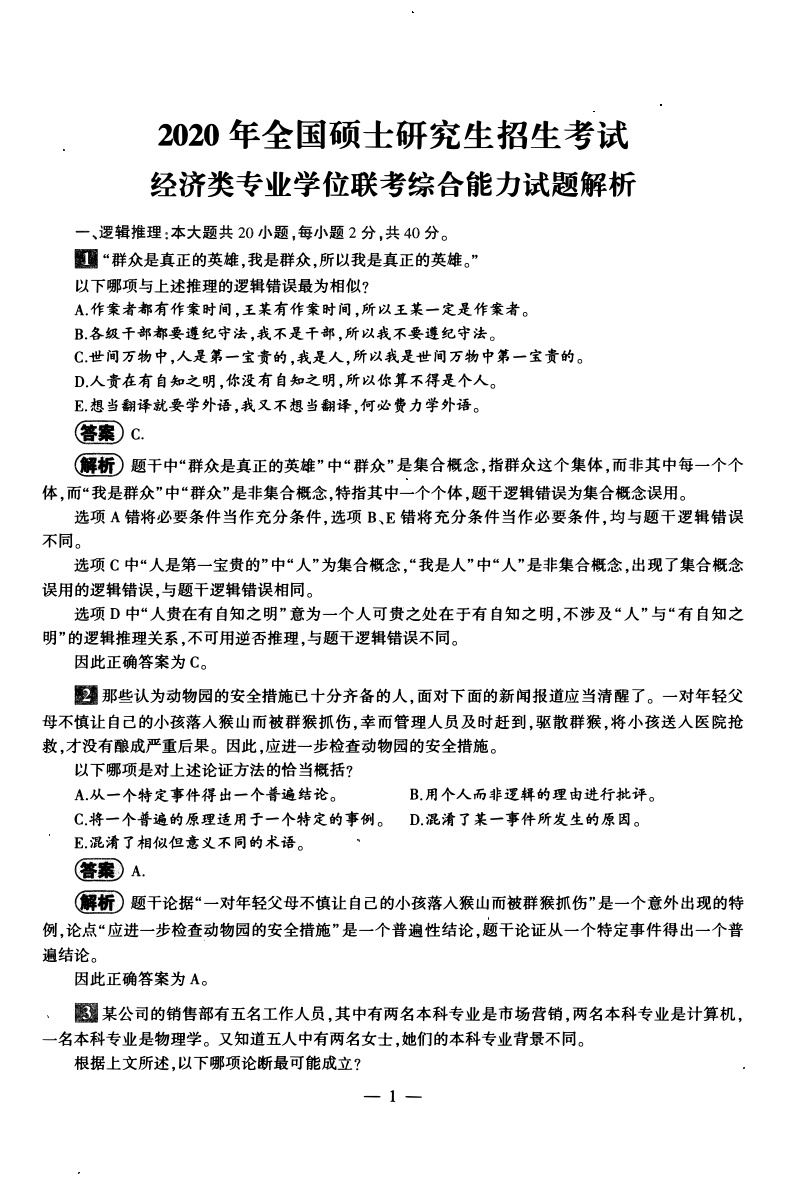 2020 年全国硕士研究生招生考试
经济类专业学位联考综合能力试题解析
一、逻辑推理:本大题共 20 小题,每小题 2 分,共 40 分。
1 “群众是真正的英雄,我是群众,所以我是真正的英雄。”
以下哪项与上述推理的逻辑错误最为相似?
A.作案者都有作案时间,王某有作案时间,所以王某一定是作案者。
B.各级干部都要遵纪守法,我不是干部,所以我不要遵纪守法。
C.世间万物中,人是第一宝贵的,我是人,所以我是世间万物中第一宝贵的。
D.人贵在有自知之明,你没有自知之明,所以你算不得是个人。
E.想当翻译就要学外语,我又不想当翻译,何必费力学外语。
答案 C.
解析 题干中“群众是真正的英雄”中“群众”是集合概念,指群众这个集体,而非其中每一个个
体,而“我是群众”中“群众”是非集合概念,特指其中一个个体,题干逻辑错误为集合概念误用。
选项 A 错将必要条件当作充分条件,选项 B、E 错将充分条件当作必要条件,均与题干逻辑错误
不同。
选项 C 中“人是第一宝贵的”中“人”为集合概念,“我是人”中“人”是非集合概念,出现了集合概念
误用的逻辑错误,与题干逻辑错误相同。
选项 D 中“人贵在有自知之明”意为一个人可贵之处在于有自知之明,不涉及“人”与“有自知之
明”的逻辑推理关系,不可用逆否推理,与题干逻辑错误不同。
因此正确答案为 C。
2 那些认为动物园的安全措施已十分齐备的人,面对下面的新闻报道应当清醒了。一对年轻父
母不慎让自己的小孩落入猴山而被群猴抓伤,幸而管理人员及时赶到,驱散群猴,将小孩送入医院抢
救,才没有酿成严重后果。因此,应进一步检查动物园的安全措施。
以下哪项是对上述论证方法的恰当概括?
A.从一个特定事件得出一个普遍结论。 B.用个人而非逻辑的理由进行批评。
C.将一个普遍的原理适用于一个特定的事例。 D.混淆了某一事件所发生的原因。
E.混淆了相似但意义不同的术语。
答案 A.
解析 题干论据“一对年轻父母不慎让自己的小孩落入猴山而被群猴抓伤”是一个意外出现的特
例,论点“应进一步检查动物园的安全措施”是一个普遍性结论,题干论证从一个特定事件得出一个普
遍结论。
因此正确答案为 A。
3 某公司的销售部有五名工作人员,其中有两名本科专业是市场营销,两名本科专业是计算机,
一名本科专业是物理学。又知道五人中有两名女士,她们的本科专业背景不同。
根据上文所述,以下哪项论断最可能成立?
— 1 —